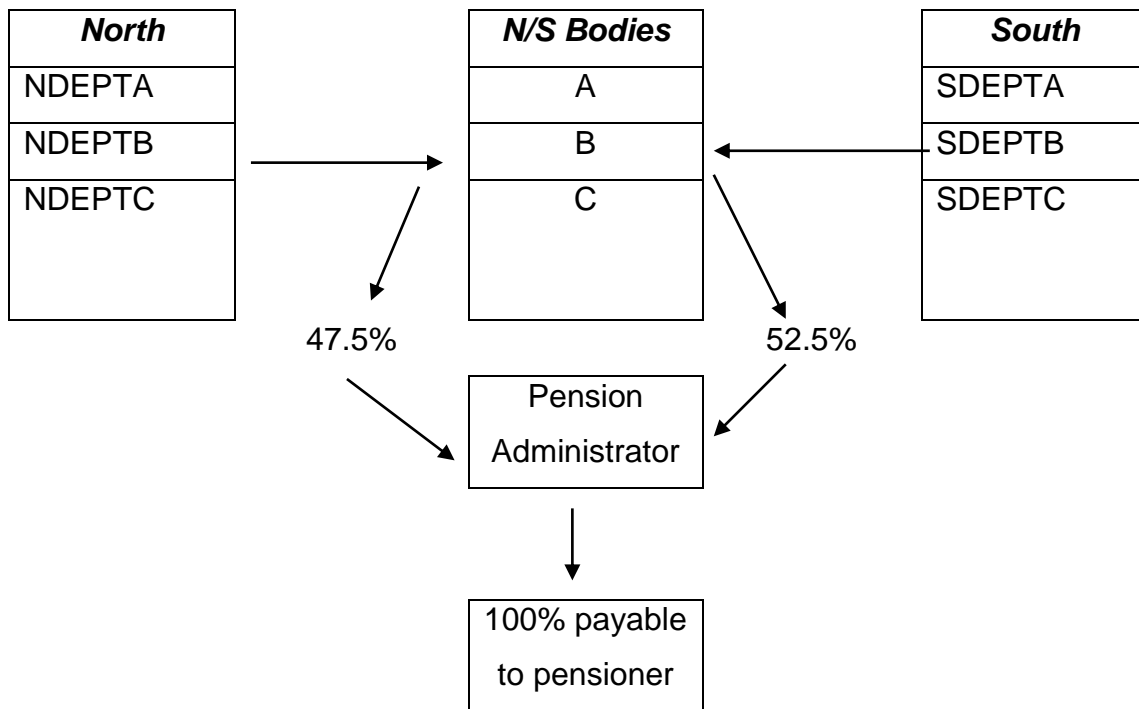 North
N/S Bodies
South
NDEPTA
A
SDEPTA
NDEPTB
B
SDEPTB
NDEPTC
C
SDEPTC
47.5%
52.5%
Pension
Administrator
100% payable
to pensioner